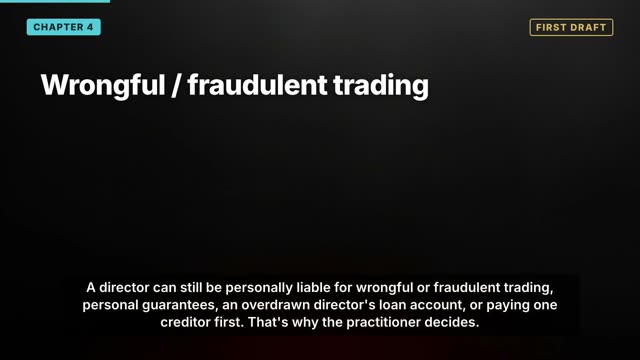 CHAPTER 4
FIRST DRAFT
Wrongful / fraudulent trading
A director can still be personally liable for wrongful or fraudulent trading,
personal guarantees, an overdrawn director's loan account, or paying one
creditor first. That's why the practitioner decides.